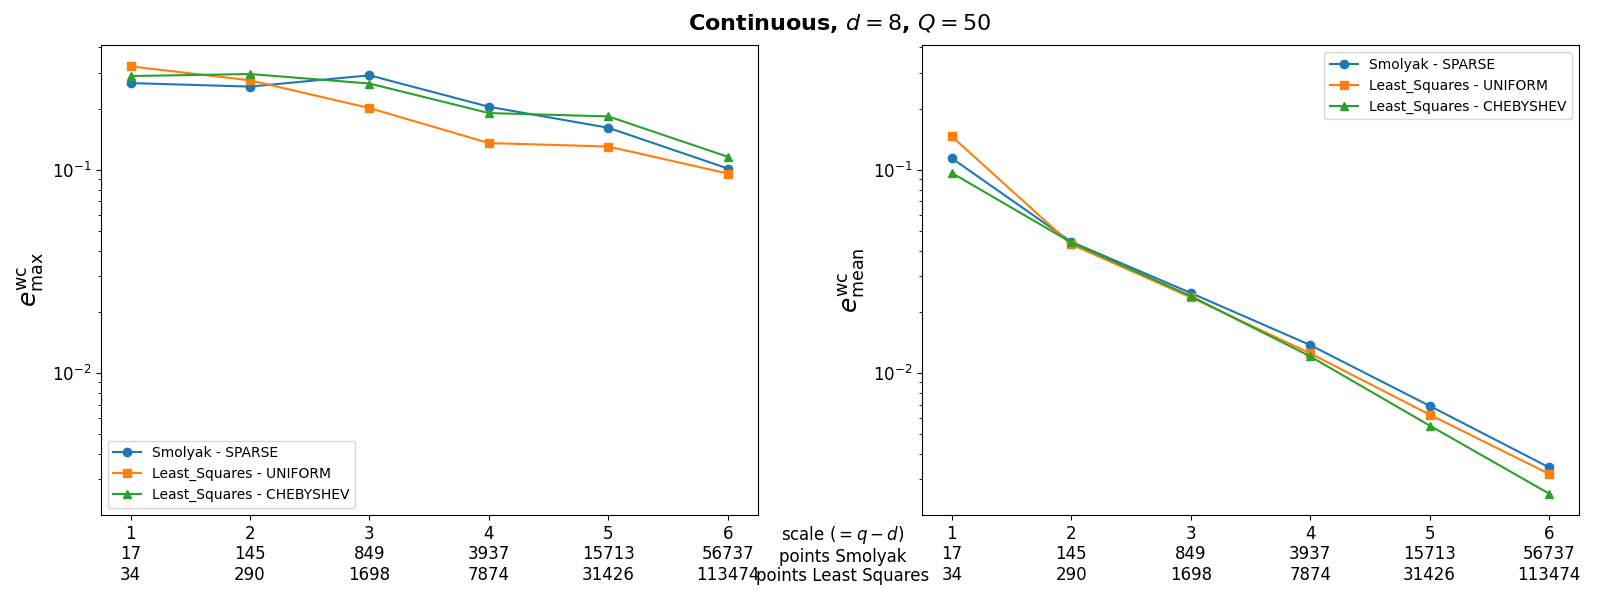 Continuous, d = 8, Q = 50
e^wc_max
10^−1
10^−2
Smolyak - SPARSE
Least_Squares - UNIFORM
Least_Squares - CHEBYSHEV
1 2 3 4 5 6
17 145 849 3937 15713 56737
34 290 1698 7874 31426 113474
scale (= q − d)
points Smolyak
points Least Squares
e^wc_mean
10^−1
10^−2
Smolyak - SPARSE
Least_Squares - UNIFORM
Least_Squares - CHEBYSHEV
1 2 3 4 5 6
17 145 849 3937 15713 56737
34 290 1698 7874 31426 113474